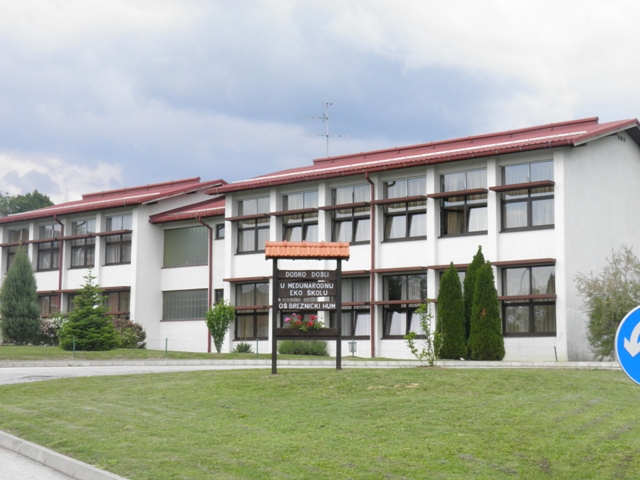 DOBRO DOŠLI
U MEĐUNARODNU
EKO ŠKOLU
OŠ BREZNIČKI HUM